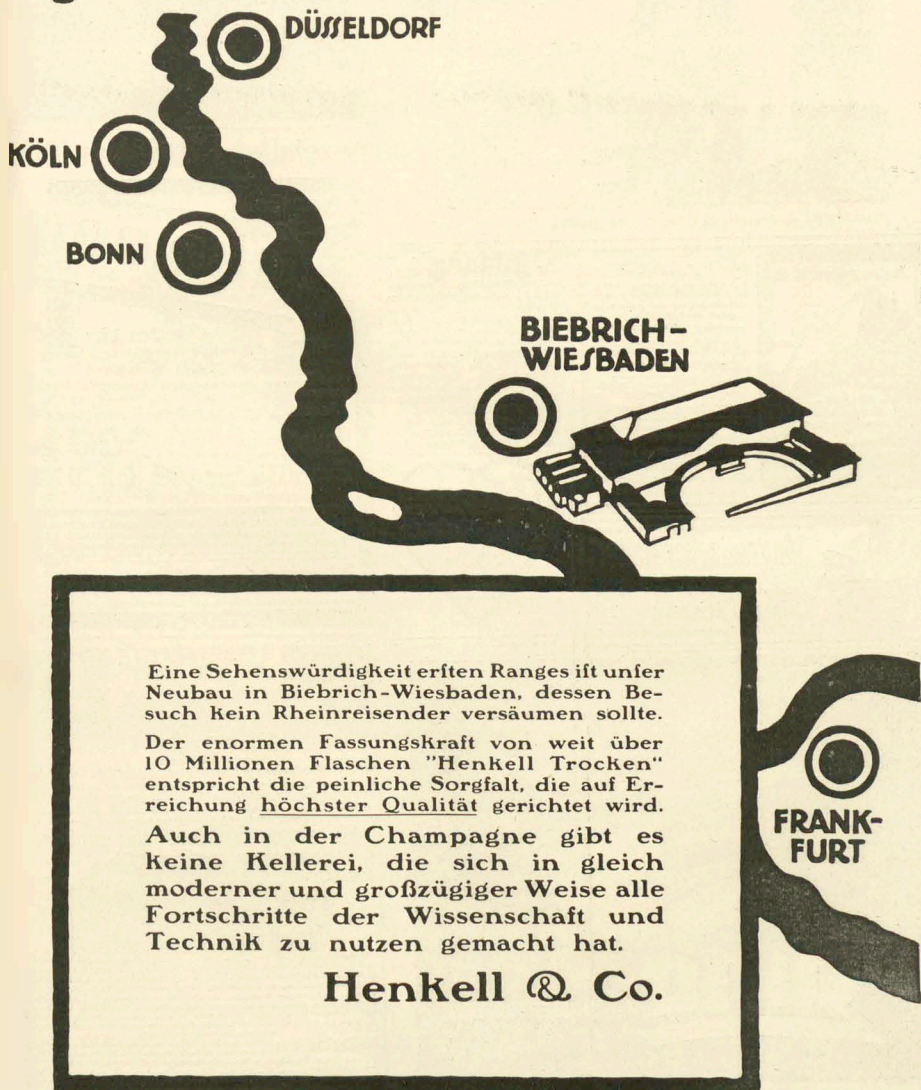 DÜſſELDORF
KÖLN
BONN
BIEBRICH-
WIEſBADEN
Eine Sehenswürdigkeit erſten Ranges iſt unſer
Neubau in Biebrich-Wiesbaden, dessen Be-
such kein Rheinreisender versäumen sollte.
Der enormen Fassungskraft von weit über
10 Millionen Flaschen "Henkell Trocken"
entspricht die peinliche Sorgfalt, die auf Er-
reichung höchster Qualität gerichtet wird.
Auch in der Champagne gibt es
keine Kellerei, die sich in gleich
moderner und großzügiger Weise alle
Fortschritte der Wissenschaft und
Technik zu nutzen gemacht hat.
Henkell & Co.
FRANK-
FURT